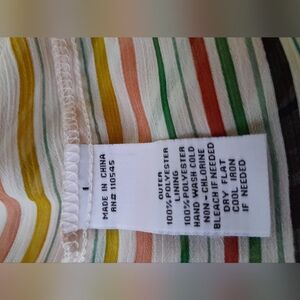 MADE IN CHINA
RN# 110545
OUTER
100%POLYESTER
LINING
100%POLYESTER
HAND WASH COLD
NON - CHLORINE
BLEACH IF NEEDED
DRY FLAT
COOL IRON
IF NEEDED